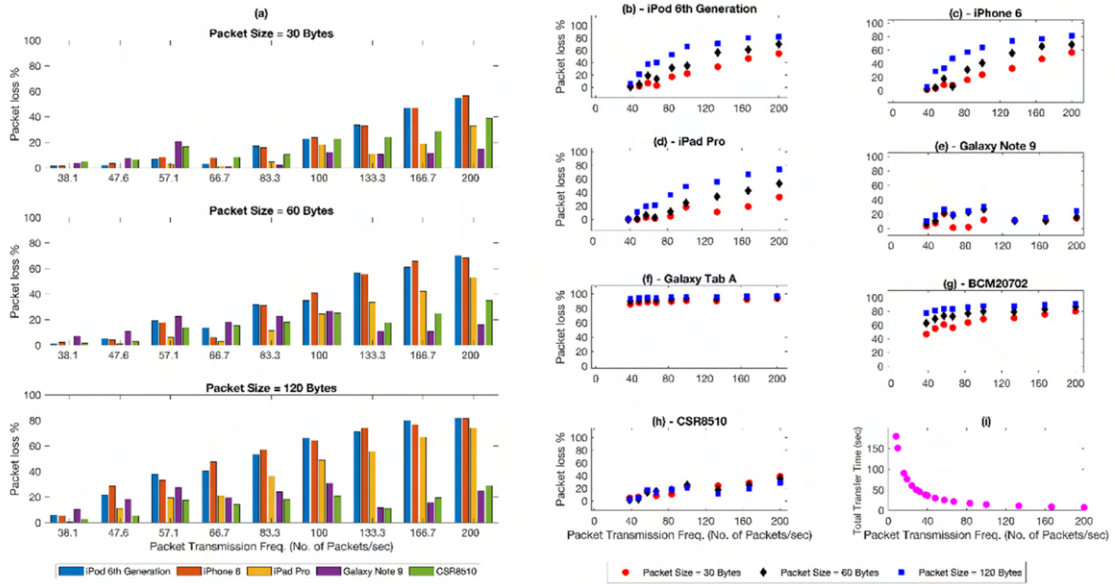 (a)
Packet Size = 30 Bytes
Packet loss %
100
80
60
40
20
0
38.1 47.6 57.1 66.7 83.3 100 133.3 166.7 200
Packet Size = 60 Bytes
Packet loss %
100
80
60
40
20
0
38.1 47.6 57.1 66.7 83.3 100 133.3 166.7 200
Packet Size = 120 Bytes
Packet loss %
100
80
60
40
20
0
38.1 47.6 57.1 66.7 83.3 100 133.3 166.7 200
Packet Transmission Freq. (No. of Packets/sec)
iPod 6th Generation iPhone 6 iPad Pro Galaxy Note 9 CSR8510
(b) - iPod 6th Generation
Packet loss %
100
80
60
40
20
0
0 40 80 120 160 200
(c) - iPhone 6
100
80
60
40
20
0
0 40 80 120 160 200
(d) - iPad Pro
Packet loss %
100
80
60
40
20
0
0 40 80 120 160 200
(e) - Galaxy Note 9
100
80
60
40
20
0
0 40 80 120 160 200
(f) - Galaxy Tab A
Packet loss %
100
80
60
40
20
0
0 40 80 120 160 200
(g) - BCM20702
100
80
60
40
20
0
0 40 80 120 160 200
(h) - CSR8510
Packet loss %
100
80
60
40
20
0
0 40 80 120 160 200
Packet Transmission Freq. (No. of Packets/sec)
(i)
Total Transfer Time (sec)
150
100
50
0
0 40 80 120 160 200
Packet Transmission Freq. (No. of Packets/sec)
Packet Size = 30 Bytes Packet Size = 60 Bytes Packet Size = 120 Bytes